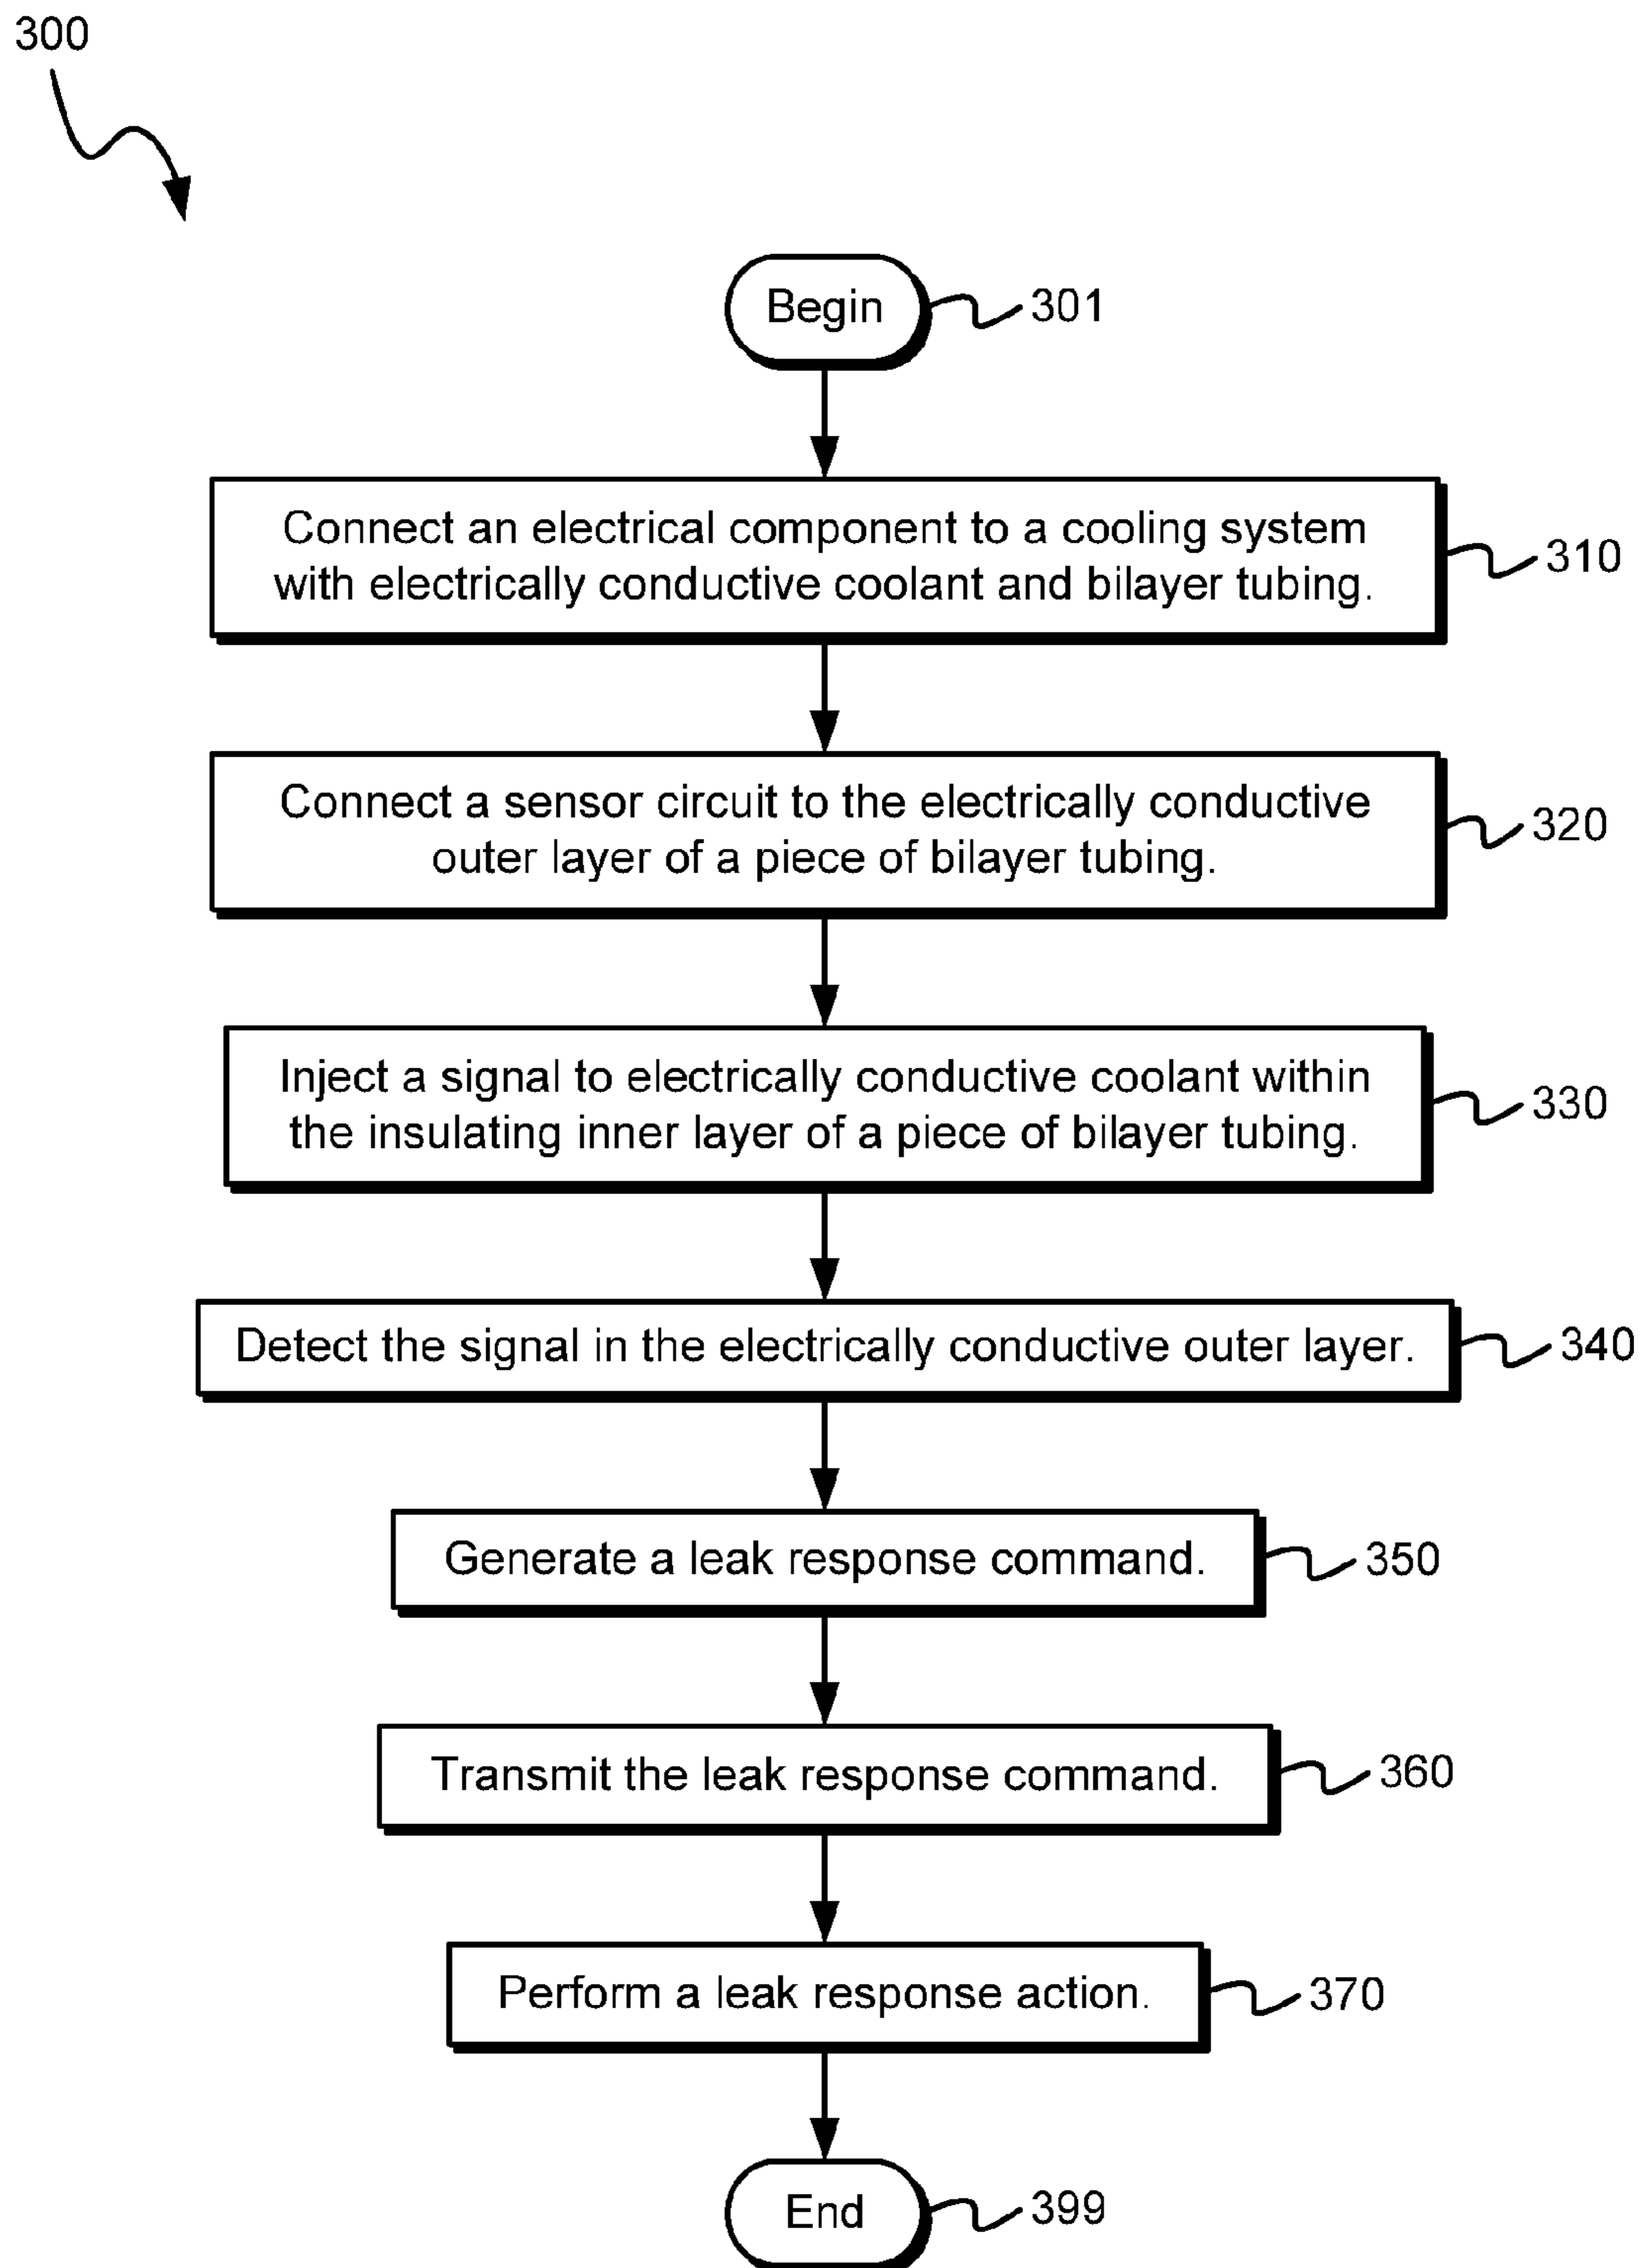 300
Begin
301
Connect an electrical component to a cooling system
with electrically conductive coolant and bilayer tubing.
310
Connect a sensor circuit to the electrically conductive
outer layer of a piece of bilayer tubing.
320
Inject a signal to electrically conductive coolant within
the insulating inner layer of a piece of bilayer tubing.
330
Detect the signal in the electrically conductive outer layer.
340
Generate a leak response command.
350
Transmit the leak response command.
360
Perform a leak response action.
370
End
399